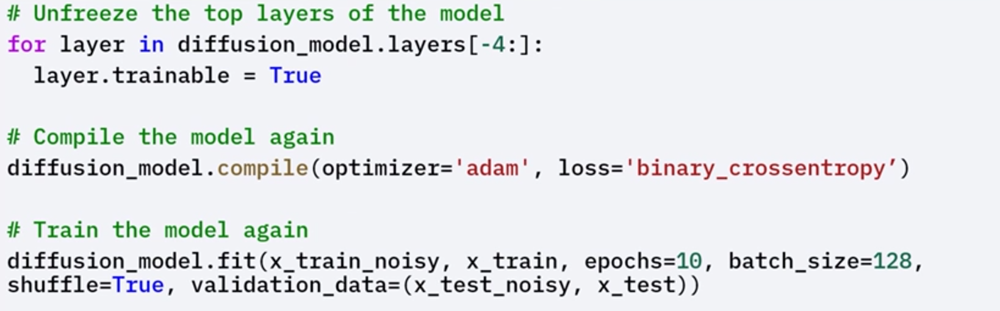 # Unfreeze the top layers of the model
for layer in diffusion_model.layers[-4:]:
  layer.trainable = True

# Compile the model again
diffusion_model.compile(optimizer='adam', loss='binary_crossentropy’)

# Train the model again
diffusion_model.fit(x_train_noisy, x_train, epochs=10, batch_size=128,
shuffle=True, validation_data=(x_test_noisy, x_test))